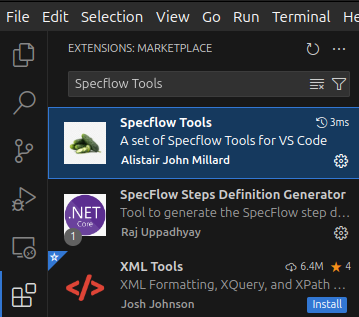 File Edit Selection View Go Run Terminal He
EXTENSIONS: MARKETPLACE
Specflow Tools
Specflow Tools 3ms
A set of Specflow Tools for VS Code
Alistair John Millard
SpecFlow Steps Definition Generator
Tool to generate the SpecFlow step d...
Raj Uppadhyay
.NET
Core
1
XML Tools 6.4M 4
XML Formatting, XQuery, and XPath ...
Josh Johnson Install